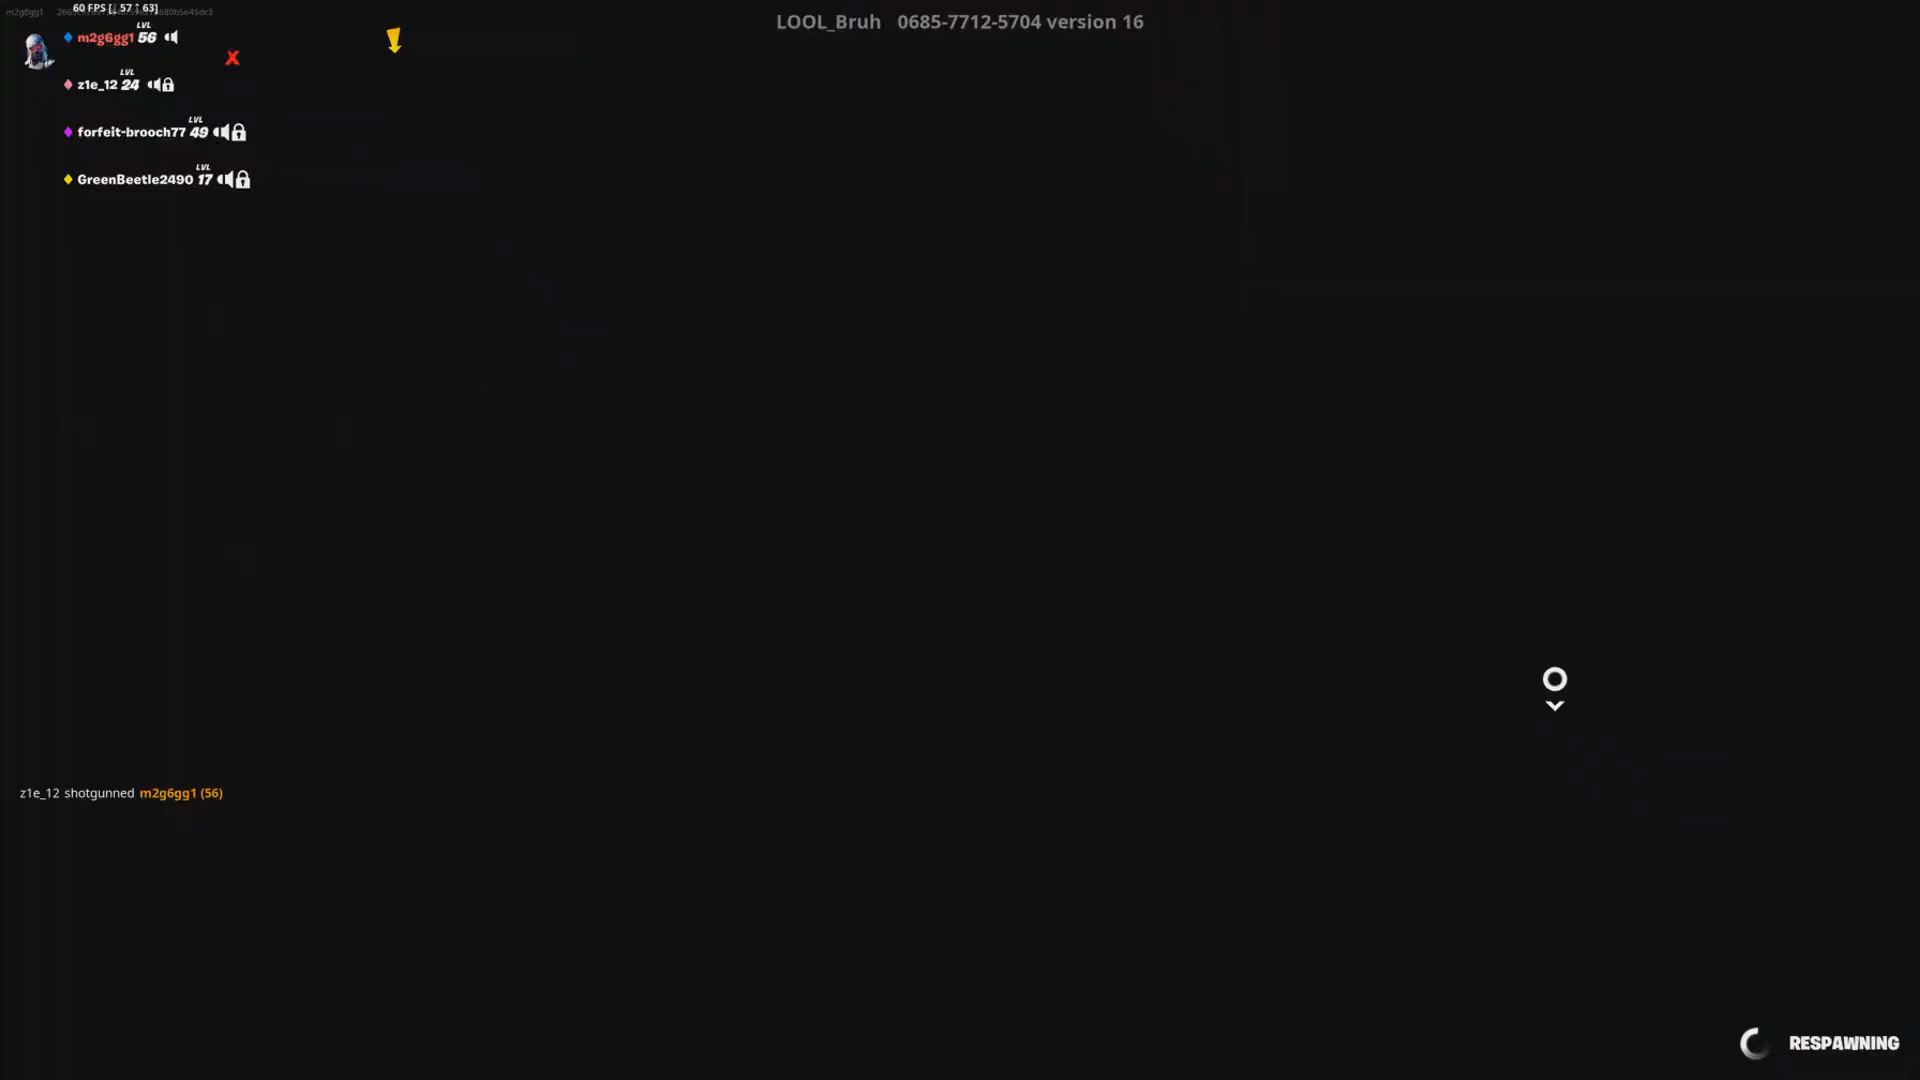 60 FPS [↓ 57 ↑ 63]
m2g6gg1
LOOL_Bruh 0685-7712-5704 version 16
LVL
m2g6gg1 56
X
LVL
z1e_12 24
LVL
forfeit-brooch77 49
LVL
GreenBeetle2490 17
z1e_12 shotgunned m2g6gg1 (56)
RESPAWNING